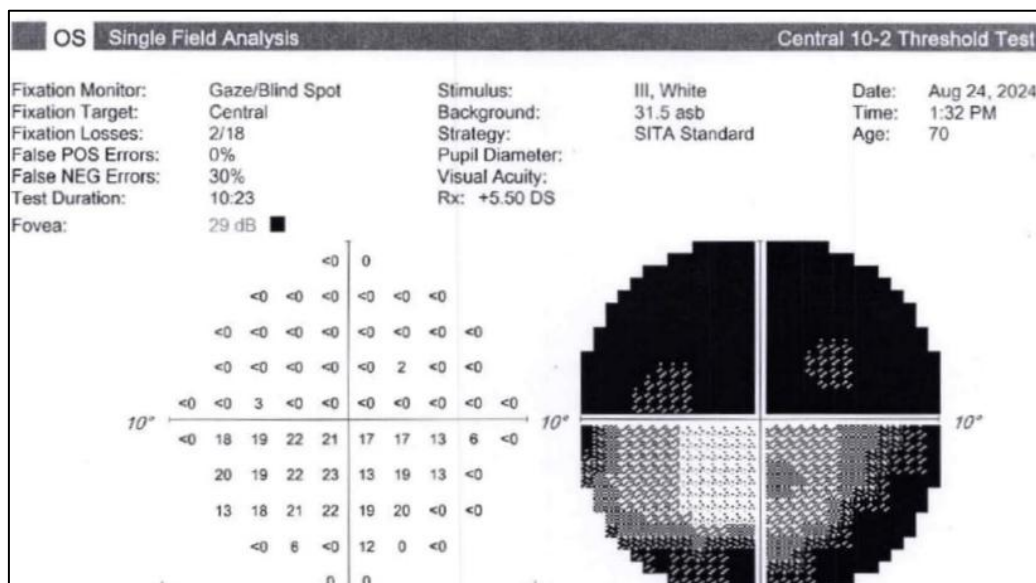 OS Single Field Analysis Central 10-2 Threshold Test
Fixation Monitor: Gaze/Blind Spot Stimulus: III, White Date: Aug 24, 2024
Fixation Target: Central Background: 31.5 asb Time: 1:32 PM
Fixation Losses: 2/18 Strategy: SITA Standard Age: 70
False POS Errors: 0% Pupil Diameter:
False NEG Errors: 30% Visual Acuity:
Test Duration: 10:23 Rx: +5.50 DS
Fovea: 29 dB
<0 0
<0 <0 <0 <0 <0 <0
<0 <0 <0 <0 <0 <0 <0 <0
<0 <0 <0 <0 <0 2 <0 <0
<0 <0 3 <0 <0 <0 <0 <0 <0 <0
10° 10° 10°
<0 18 19 22 21 17 17 13 6 <0
20 19 22 23 13 19 13 <0
13 18 21 22 19 20 <0 <0
<0 6 <0 12 0 <0
0 0